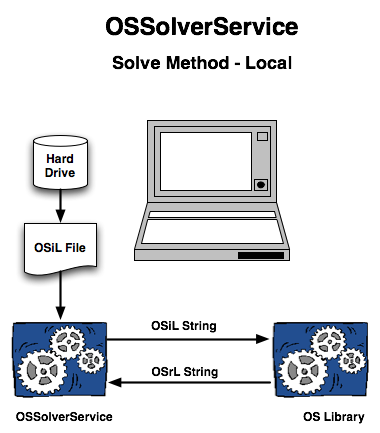 OSSolverService
Solve Method - Local
Hard
Drive
OSiL File
OSiL String
OSrL String
OSSolverService
OS Library